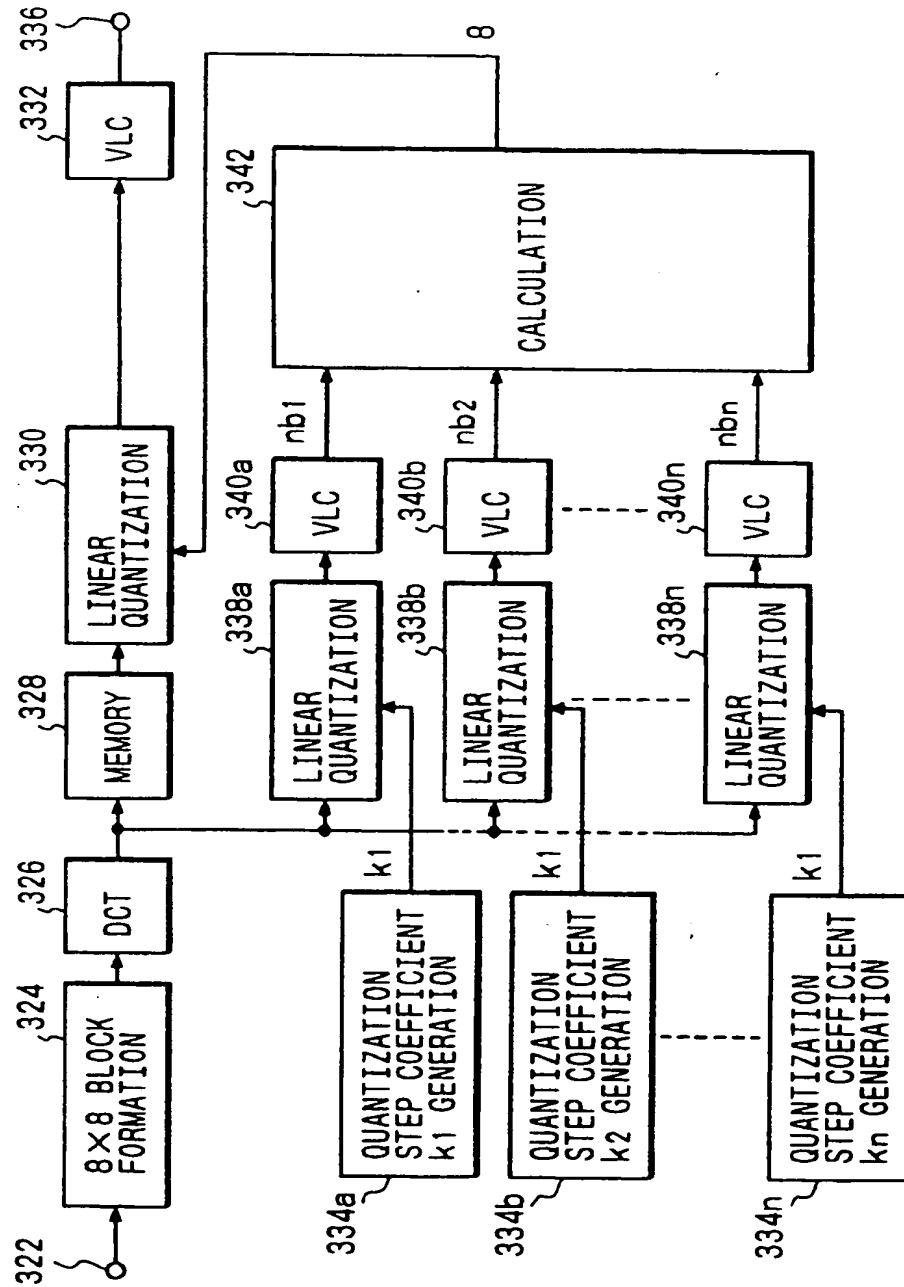 322
324
8×8 BLOCK
FORMATION
326
DCT
328
MEMORY
330
LINEAR
QUANTIZATION
332
VLC
336
334a
QUANTIZATION
STEP COEFFICIENT
k1 GENERATION
k1
338a
LINEAR
QUANTIZATION
340a
VLC
nb1
334b
QUANTIZATION
STEP COEFFICIENT
k2 GENERATION
k1
338b
LINEAR
QUANTIZATION
340b
VLC
nb2
334n
QUANTIZATION
STEP COEFFICIENT
kn GENERATION
k1
338n
LINEAR
QUANTIZATION
340n
VLC
nbn
342
CALCULATION
8